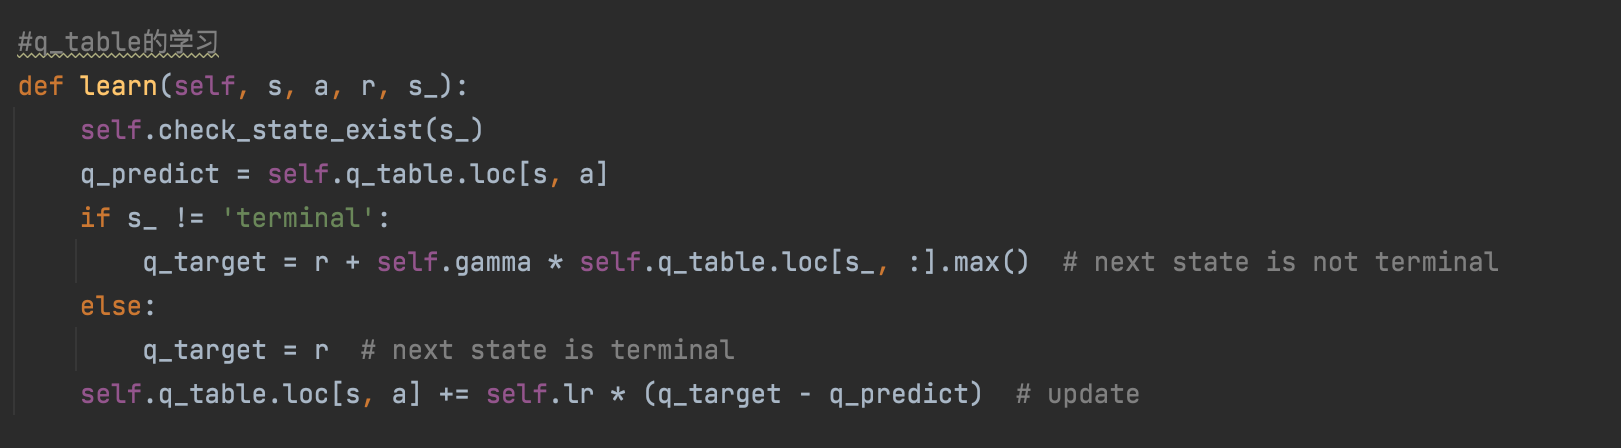 #q_table的学习
def learn(self, s, a, r, s_):
    self.check_state_exist(s_)
    q_predict = self.q_table.loc[s, a]
    if s_ != 'terminal':
        q_target = r + self.gamma * self.q_table.loc[s_, :].max()  # next state is not terminal
    else:
        q_target = r  # next state is terminal
    self.q_table.loc[s, a] += self.lr * (q_target - q_predict)  # update